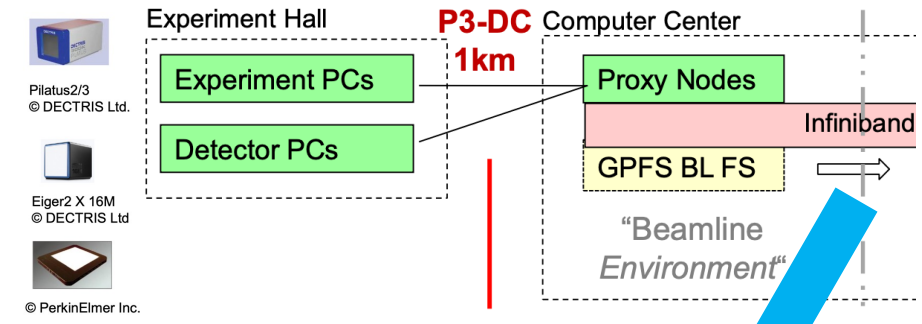 Experiment Hall
P3-DC
1km
Computer Center
Pilatus2/3
© DECTRIS Ltd.
Experiment PCs
Detector PCs
Proxy Nodes
Infiniband
GPFS BL FS
Eiger2 X 16M
© DECTRIS Ltd
“Beamline
Environment“
© PerkinElmer Inc.